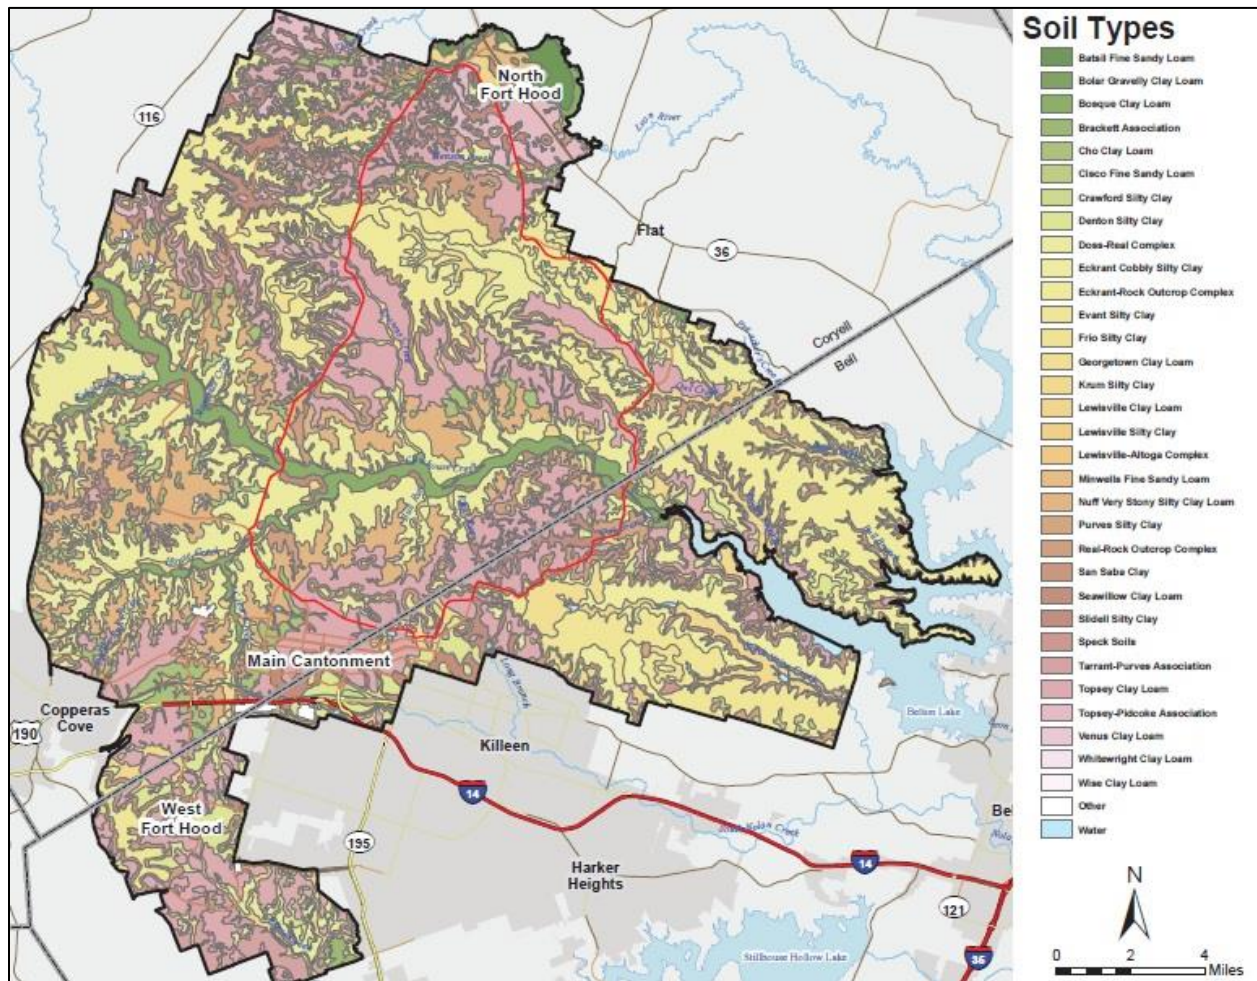 Soil Types
Batsil Fine Sandy Loam
Bolar Gravelly Clay Loam
Bosque Clay Loam
Brackett Association
Cho Clay Loam
Cisco Fine Sandy Loam
Crawford Silty Clay
Denton Silty Clay
Doss-Real Complex
Eckrant Cobbly Silty Clay
Eckrant-Rock Outcrop Complex
Evant Silty Clay
Frio Silty Clay
Georgetown Clay Loam
Krum Silty Clay
Lewisville Clay Loam
Lewisville Silty Clay
Lewisville-Altoga Complex
Minwells Fine Sandy Loam
Nuff Very Stony Silty Clay Loam
Purves Silty Clay
Real-Rock Outcrop Complex
San Saba Clay
Seawillow Clay Loam
Slidell Silty Clay
Speck Soils
Tarrant-Purves Association
Topsey Clay Loam
Topsey-Pidcoke Association
Venus Clay Loam
Whitewright Clay Loam
Wise Clay Loam
Other
Water
North
Fort Hood
116
Leon River
Flat
36
Coryell
Bell
Main Cantonment
Copperas
Cove
190
Long Branch
Killeen
Belton Lake
West
Fort Hood
14
195
Harker
Heights
14
121
Stillhouse Hollow Lake
36
N
0 2 4
Miles